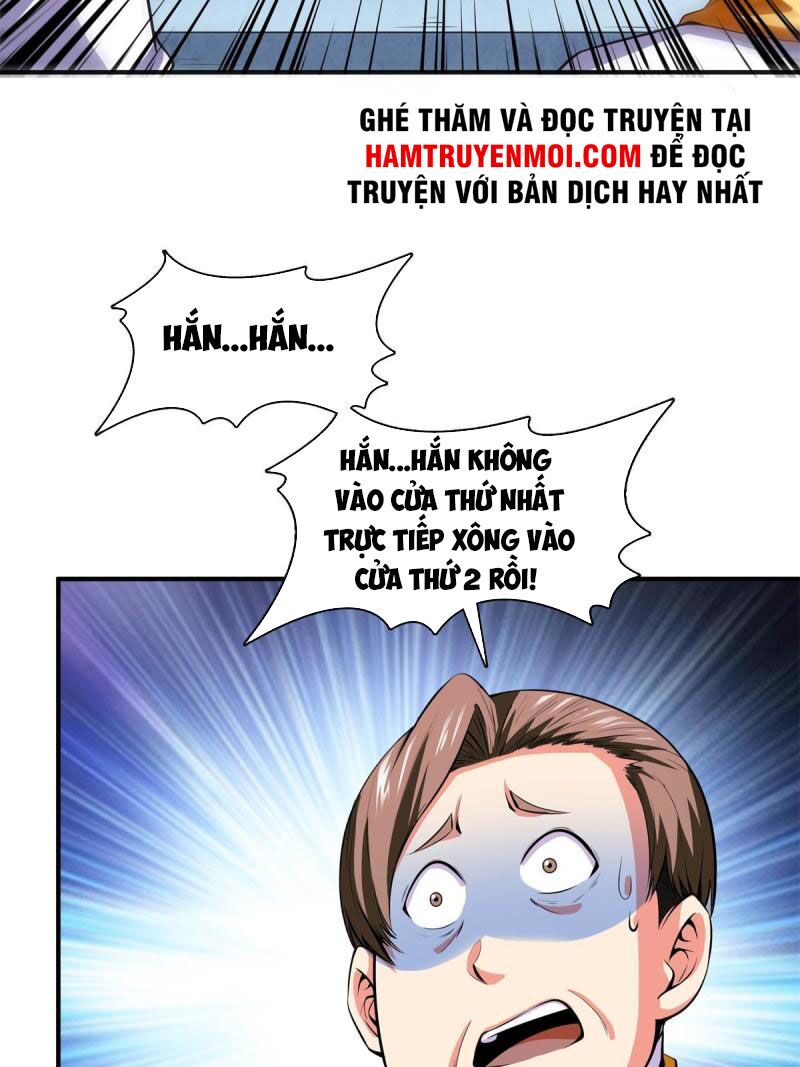 GHÉ THĂM VÀ ĐỌC TRUYỆN TẠI
HAMTRUYENMOI.COM ĐỂ ĐỌC
TRUYỆN VỚI BẢN DỊCH HAY NHẤT
HẮN...HẮN...
HẮN...HẮN KHÔNG
VÀO CỬA THỨ NHẤT
TRỰC TIẾP XÔNG VÀO
CỬA THỨ 2 RỒI!